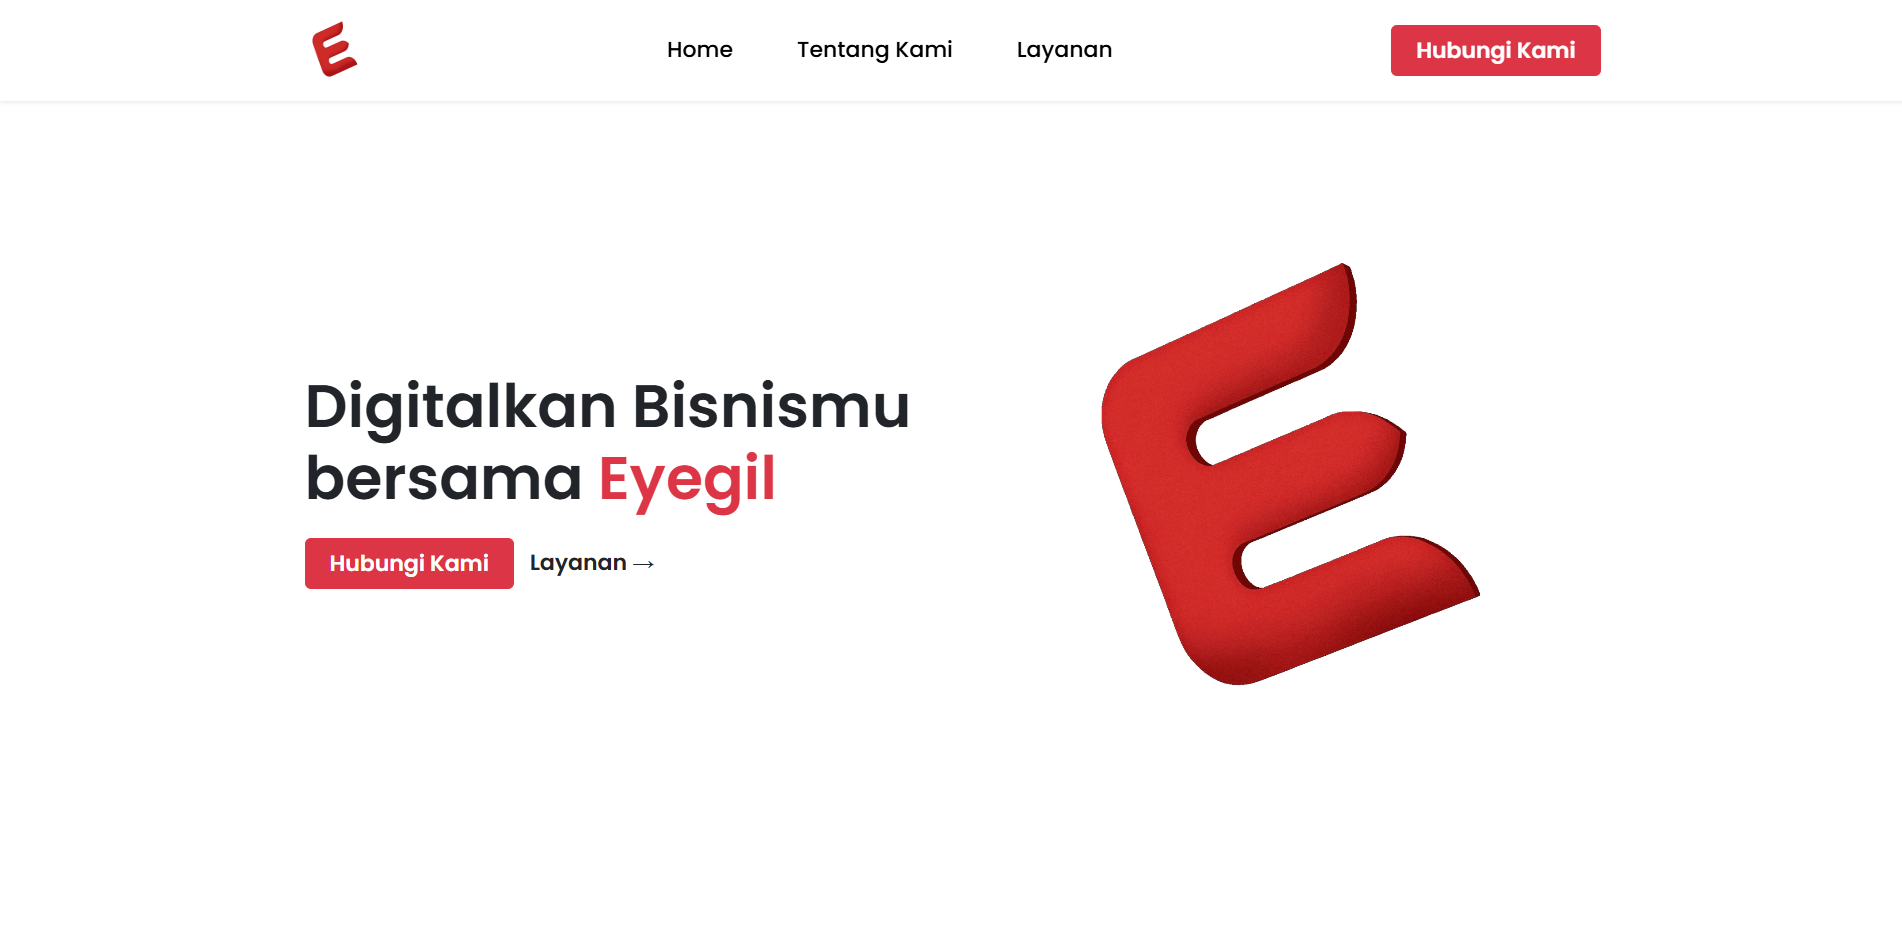 E
Home
Tentang Kami
Layanan
Hubungi Kami
Digitalkan Bisnismu
bersama Eyegil
Hubungi Kami
Layanan →
E